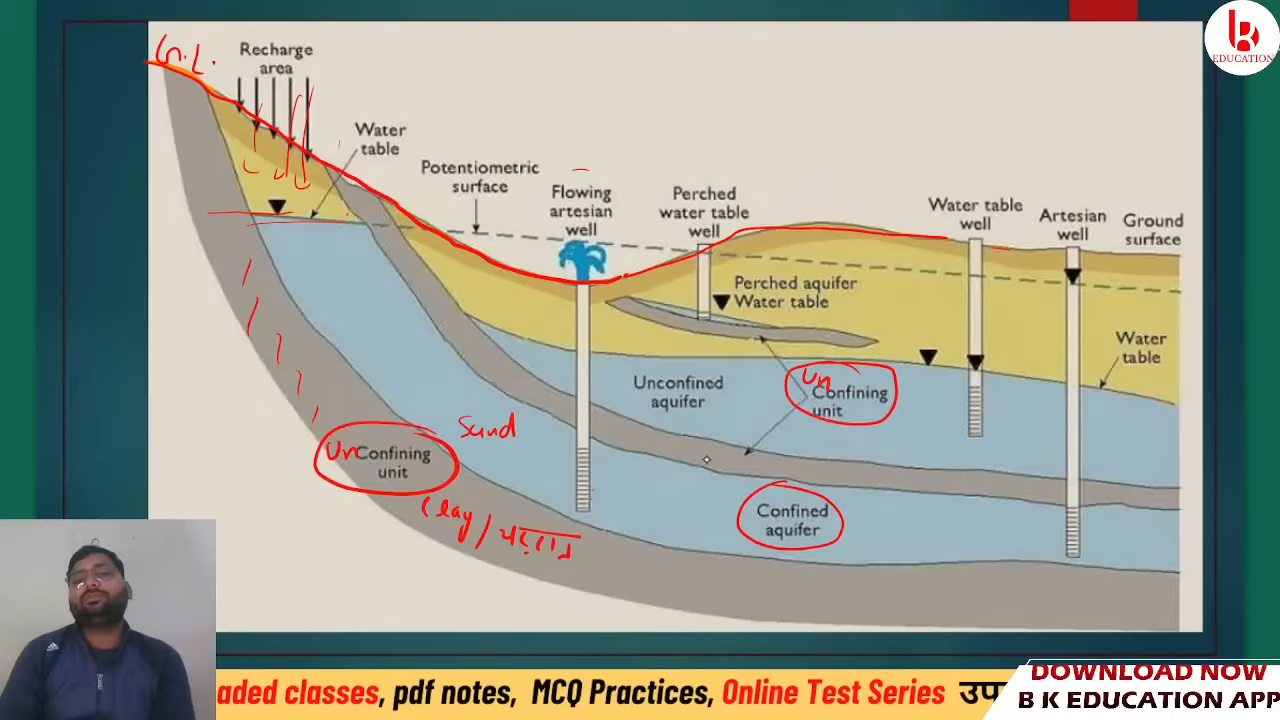 G.L.
Recharge
area
Water
table
Potentiometric
surface
Flowing
artesian
well
Perched
water table
well
Water table
well
Artesian
well
Ground
surface
Perched aquifer
Water table
Water
table
Unconfined
aquifer
Un
Confining
unit
Sand
Un
Confining
unit
Clay / चट्टान
Confined
aquifer
EDUCATION
aded classes, pdf notes, MCQ Practices, Online Test Series उप
DOWNLOAD NOW
B K EDUCATION APP